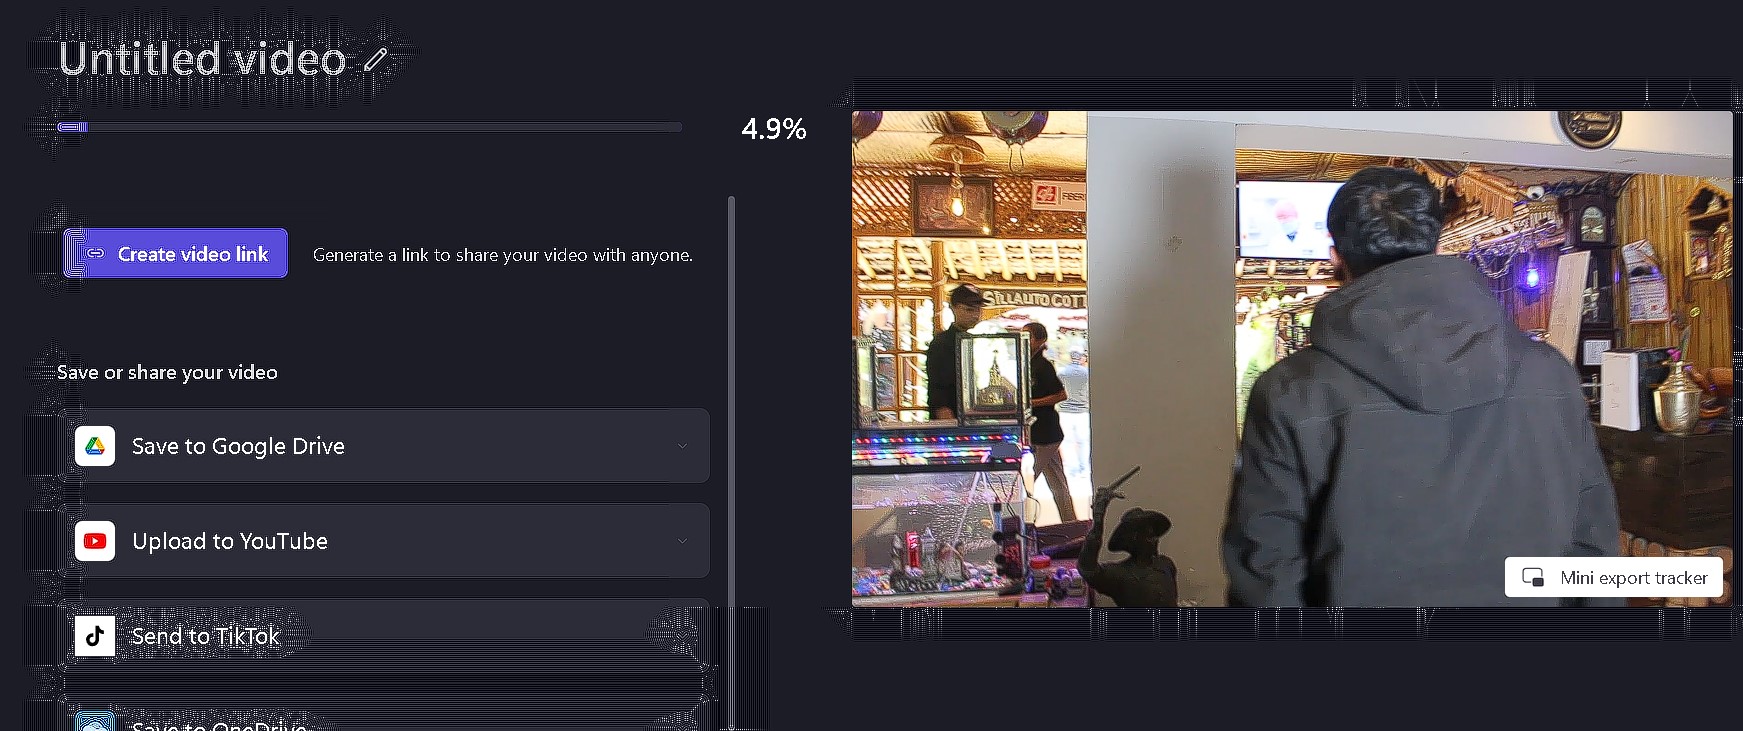 Untitled video
4.9%
Create video link
Generate a link to share your video with anyone.
Save or share your video
Save to Google Drive
Upload to YouTube
Send to TikTok
Save to OneDrive
SILLAUTO COTT
Mini export tracker